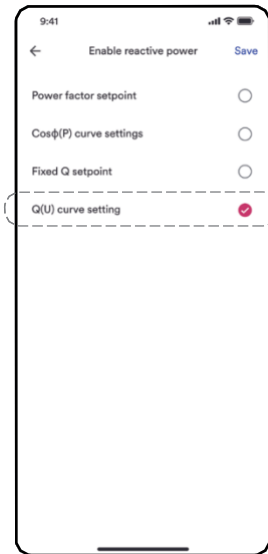 9:41
Enable reactive power Save
Power factor setpoint
Cosϕ(P) curve settings
Fixed Q setpoint
Q(U) curve setting